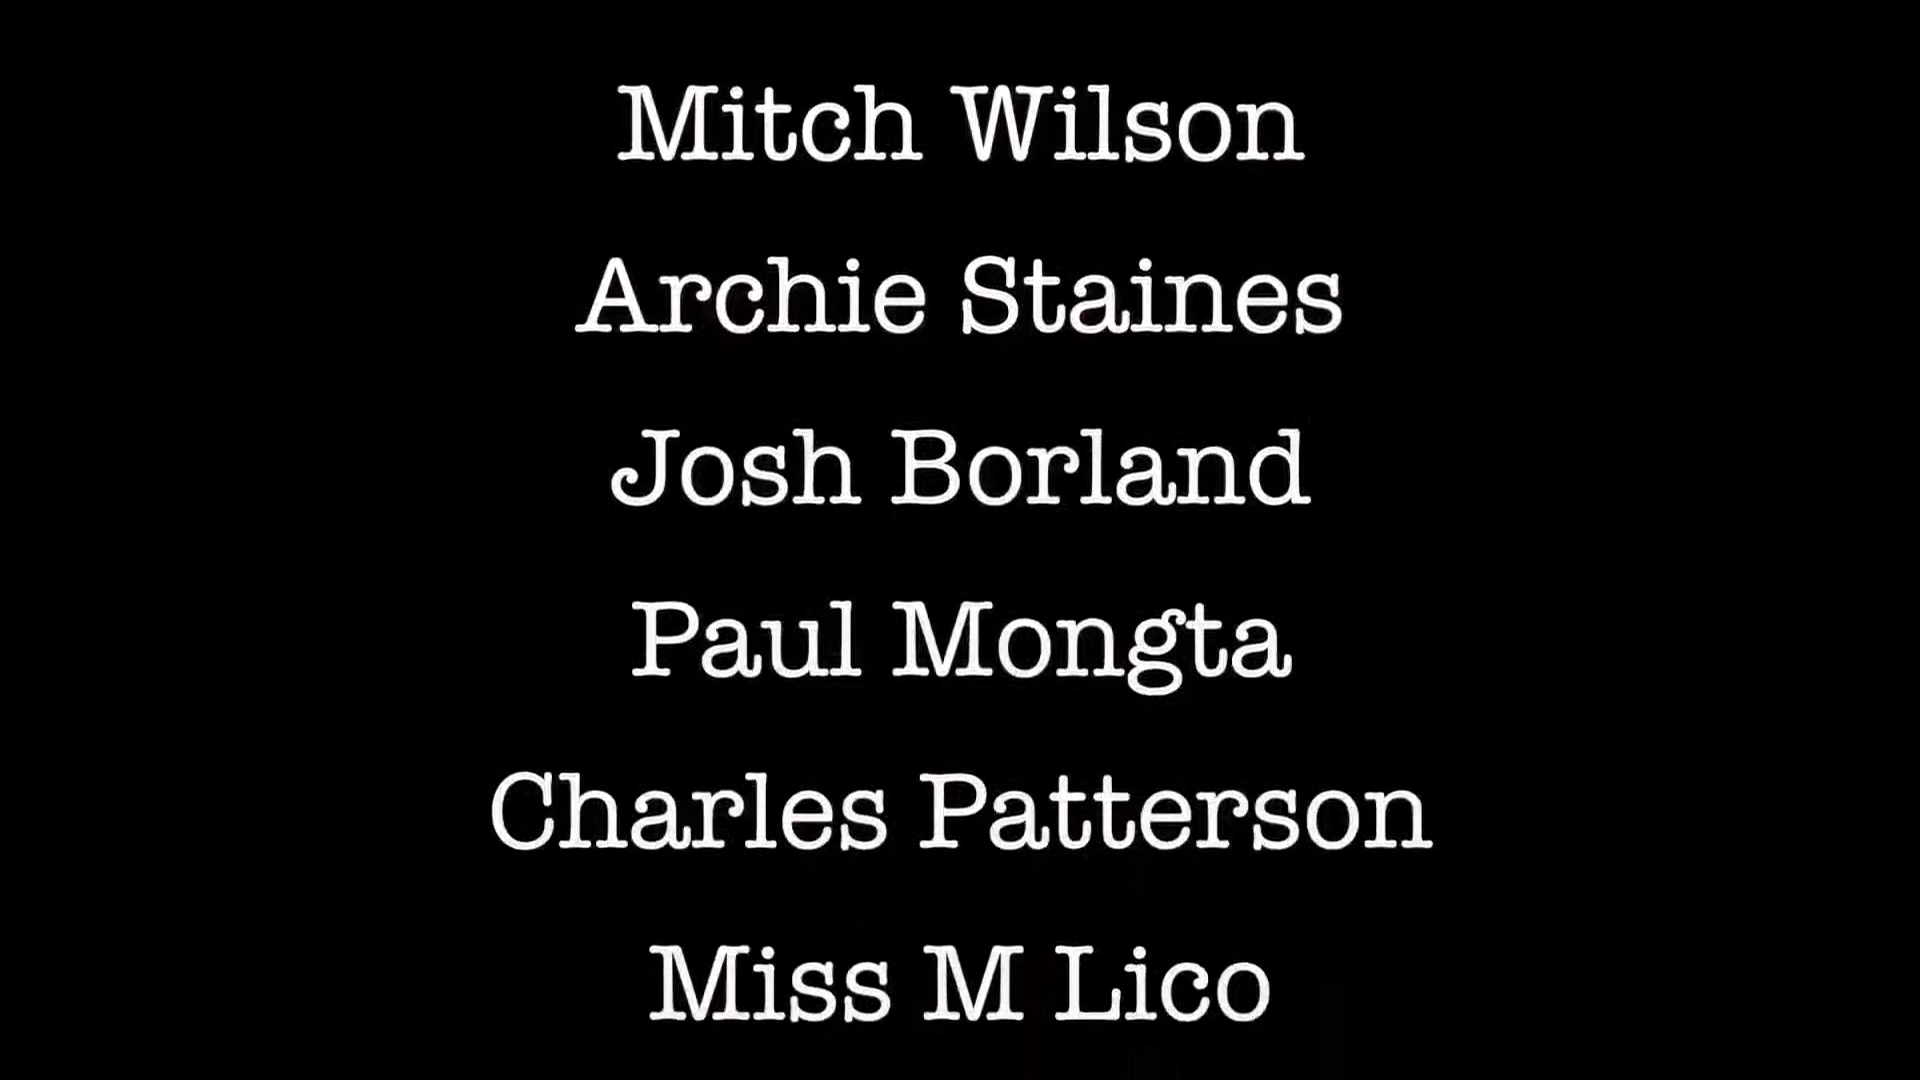 Mitch Wilson
Archie Staines
Josh Borland
Paul Mongta
Charles Patterson
Miss M Lico